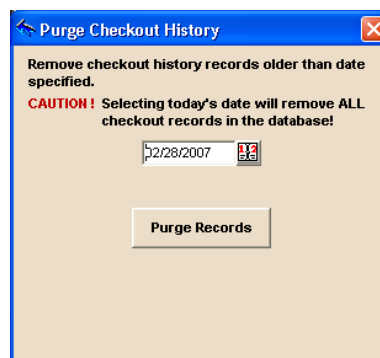 Purge Checkout History
Remove checkout history records older than date
specified.
CAUTION! Selecting today's date will remove ALL
checkout records in the database!
02/28/2007
Purge Records